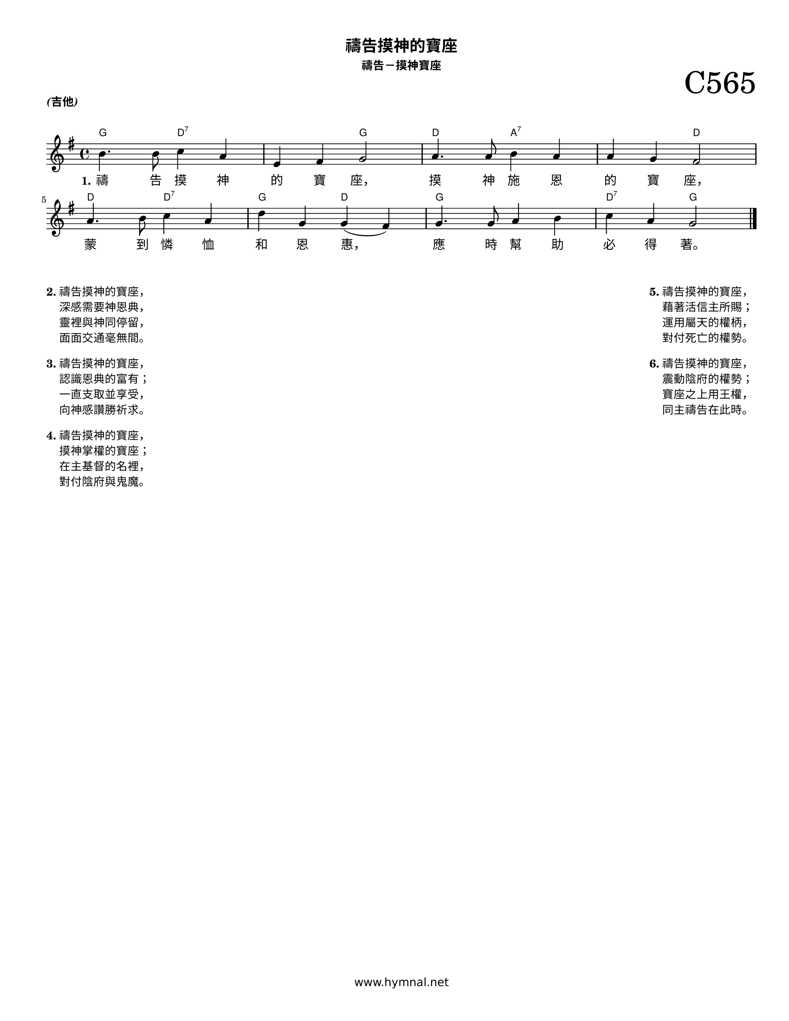 禱告摸神的寶座
禱告－摸神寶座
C565
(吉他)
G D7 G D A7 D
1. 禱 告 摸 神 的 寶 座， 摸 神 施 恩 的 寶 座，
5
D D7 G D G D7 G
蒙 到 憐 恤 和 恩 惠， 應 時 幫 助 必 得 著。
2. 禱告摸神的寶座，
深感需要神恩典，
靈裡與神同停留，
面面交通毫無間。
3. 禱告摸神的寶座，
認識恩典的富有；
一直支取並享受，
向神感讚勝祈求。
4. 禱告摸神的寶座，
摸神掌權的寶座；
在主基督的名裡，
對付陰府與鬼魔。
5. 禱告摸神的寶座，
藉著活信主所賜；
運用屬天的權柄，
對付死亡的權勢。
6. 禱告摸神的寶座，
震動陰府的權勢；
寶座之上用王權，
同主禱告在此時。
www.hymnal.net